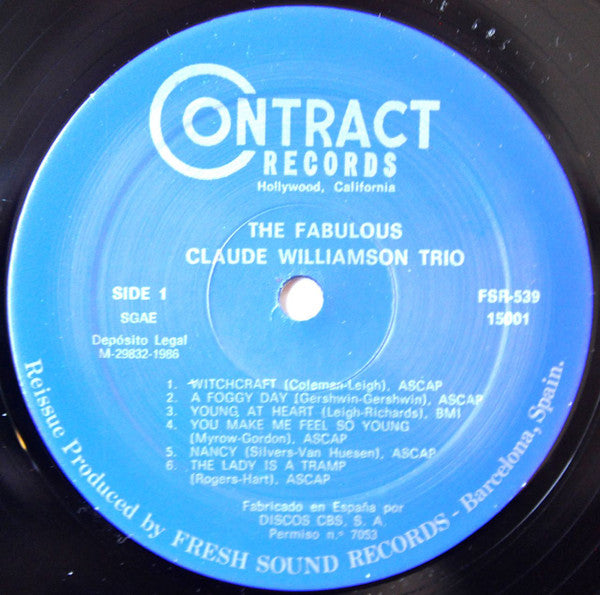 CONTRACT
RECORDS
Hollywood, California
THE FABULOUS
CLAUDE WILLIAMSON TRIO
SIDE 1
SGAE
Depósito Legal
M-29832-1986
FSR-539
15001
1. WITCHCRAFT (Coleman-Leigh), ASCAP
2. A FOGGY DAY (Gershwin-Gershwin), ASCAP
3. YOUNG AT HEART (Leigh-Richards), BMI
4. YOU MAKE ME FEEL SO YOUNG
(Myrow-Gordon), ASCAP
5. NANCY (Silvers-Van Huesen), ASCAP
6. THE LADY IS A TRAMP
(Rogers-Hart), ASCAP
Fabricado en España por
DISCOS CBS, S. A.
Permiso n.º 7053
Reissue Produced by FRESH SOUND RECORDS - Barcelona, Spain.